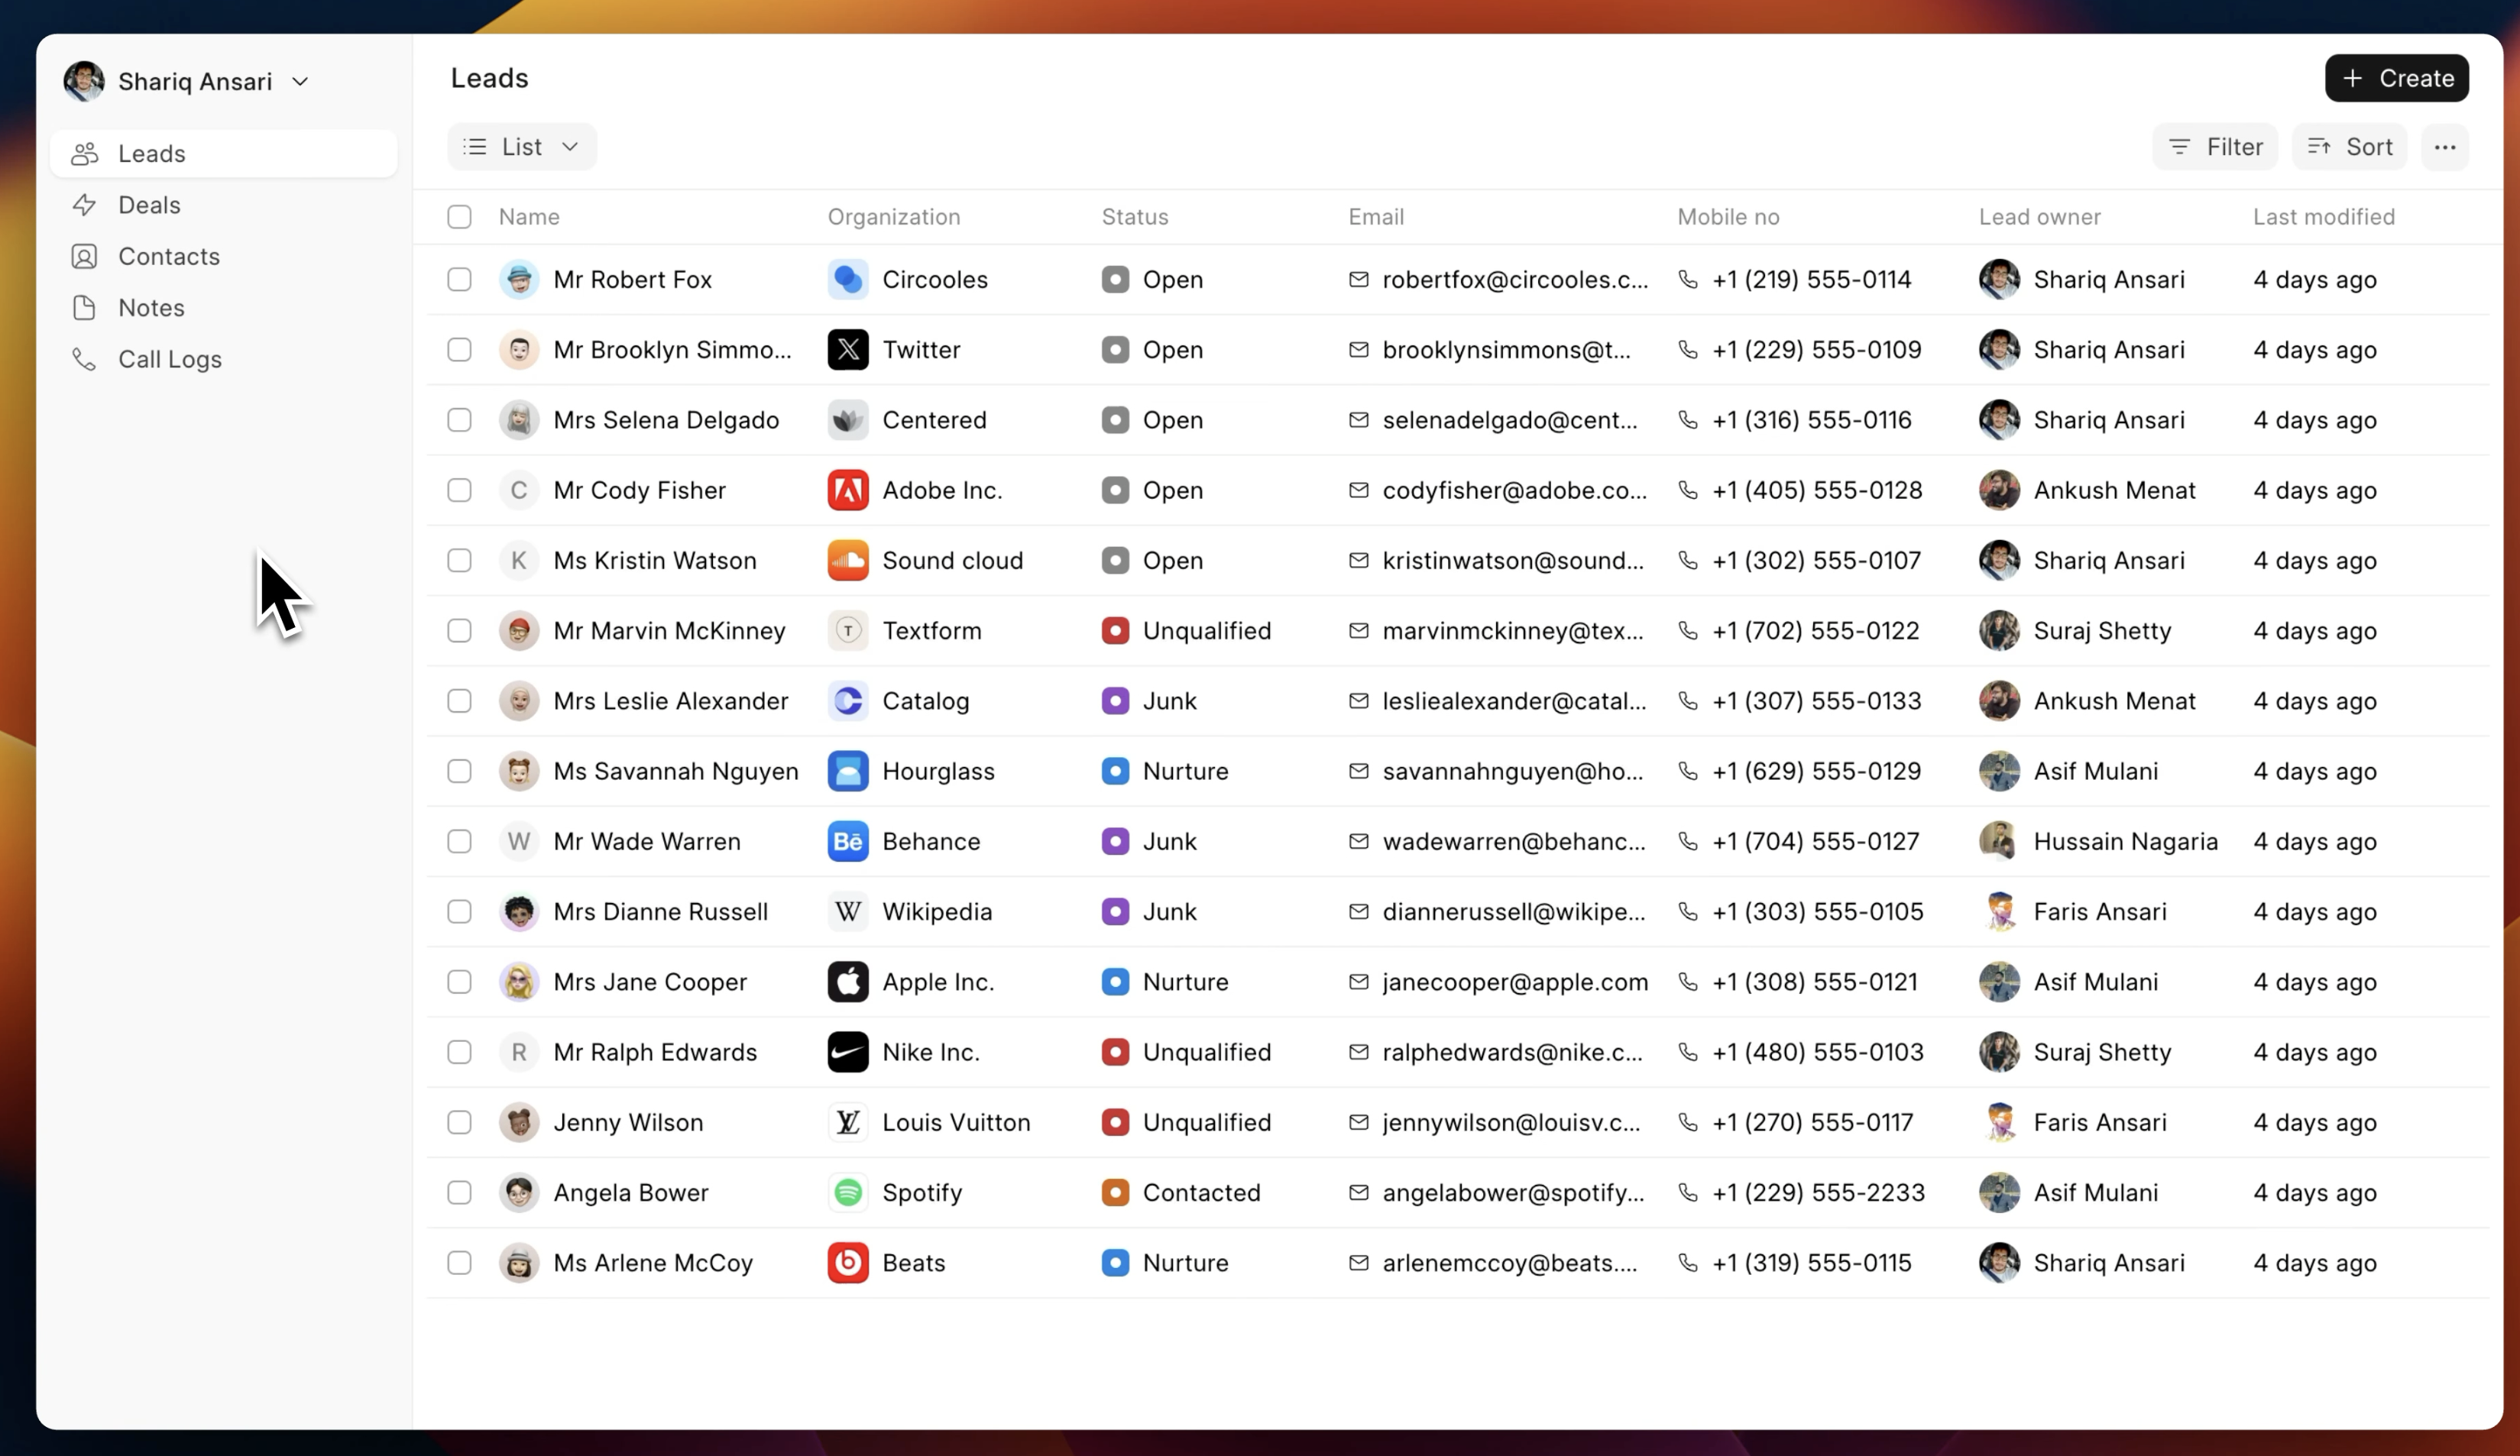 Shariq Ansari
Leads
Deals
Contacts
Notes
Call Logs
Leads
Create
List
Filter Sort
Name Organization Status Email Mobile no Lead owner Last modified
Mr Robert Fox Circooles Open robertfox@circooles.c... +1 (219) 555-0114 Shariq Ansari 4 days ago
Mr Brooklyn Simmo... Twitter Open brooklynsimmons@t... +1 (229) 555-0109 Shariq Ansari 4 days ago
Mrs Selena Delgado Centered Open selenadelgado@cent... +1 (316) 555-0116 Shariq Ansari 4 days ago
C Mr Cody Fisher Adobe Inc. Open codyfisher@adobe.co... +1 (405) 555-0128 Ankush Menat 4 days ago
K Ms Kristin Watson Sound cloud Open kristinwatson@sound... +1 (302) 555-0107 Shariq Ansari 4 days ago
Mr Marvin McKinney T Textform Unqualified marvinmckinney@tex... +1 (702) 555-0122 Suraj Shetty 4 days ago
Mrs Leslie Alexander Catalog Junk lesliealexander@catal... +1 (307) 555-0133 Ankush Menat 4 days ago
Ms Savannah Nguyen Hourglass Nurture savannahnguyen@ho... +1 (629) 555-0129 Asif Mulani 4 days ago
W Mr Wade Warren Bē Behance Junk wadewarren@behanc... +1 (704) 555-0127 Hussain Nagaria 4 days ago
Mrs Dianne Russell W Wikipedia Junk diannerussell@wikipe... +1 (303) 555-0105 Faris Ansari 4 days ago
Mrs Jane Cooper Apple Inc. Nurture janecooper@apple.com +1 (308) 555-0121 Asif Mulani 4 days ago
R Mr Ralph Edwards Nike Inc. Unqualified ralphedwards@nike.c... +1 (480) 555-0103 Suraj Shetty 4 days ago
Jenny Wilson LV Louis Vuitton Unqualified jennywilson@louisv.c... +1 (270) 555-0117 Faris Ansari 4 days ago
Angela Bower Spotify Contacted angelabower@spotify... +1 (229) 555-2233 Asif Mulani 4 days ago
Ms Arlene McCoy Beats Nurture arlenemccoy@beats.... +1 (319) 555-0115 Shariq Ansari 4 days ago